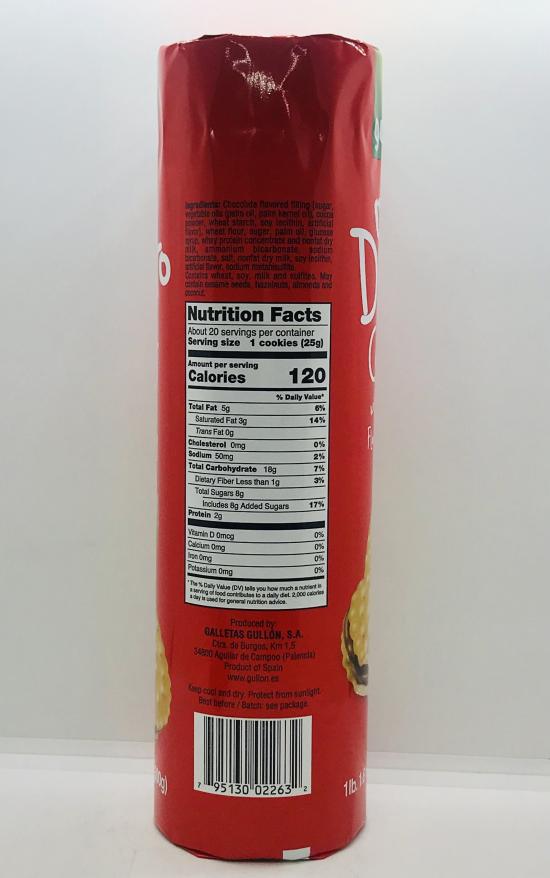 Ingredients: Chocolate flavored filling (sugar,
vegetable oils (palm oil, palm kernel oil), cocoa
powder, wheat starch, soy lecithin, artificial
flavor), wheat flour, sugar, palm oil, glucose
syrup, whey protein concentrate and nonfat dry
milk, ammonium bicarbonate, sodium
bicarbonate, salt, nonfat dry milk, soy lecithin,
artificial flavor, sodium metabisulfite.
Contains wheat, soy, milk and sulfites. May
contain sesame seeds, hazelnuts, almonds and
coconut.
Nutrition Facts
About 20 servings per container
Serving size 1 cookies (25g)
Amount per serving
Calories 120
% Daily Value*
Total Fat 5g 6%
Saturated Fat 3g 14%
Trans Fat 0g
Cholesterol 0mg 0%
Sodium 50mg 2%
Total Carbohydrate 18g 7%
Dietary Fiber Less than 1g 3%
Total Sugars 8g
Includes 8g Added Sugars 17%
Protein 2g
Vitamin D 0mcg 0%
Calcium 0mg 0%
Iron 0mg 0%
Potassium 0mg 0%
*The % Daily Value (DV) tells you how much a nutrient in
a serving of food contributes to a daily diet. 2,000 calories
a day is used for general nutrition advice.
Produced by:
GALLETAS GULLÓN, S.A.
Ctra. de Burgos, Km 1,5
34800 Aguilar de Campoo (Palencia)
Product of Spain
www.gullon.es
Keep cool and dry. Protect from sunlight.
Best before / Batch: see package.
7 95130 02263 2
1lb.